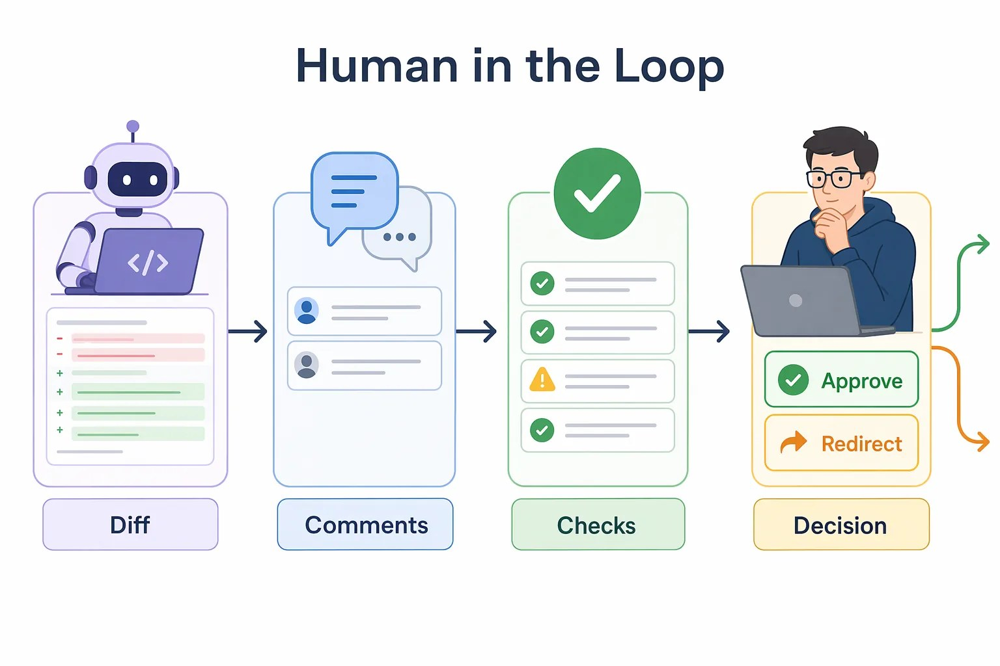 Human in the Loop
</>
Approve
Redirect
Diff
Comments
Checks
Decision